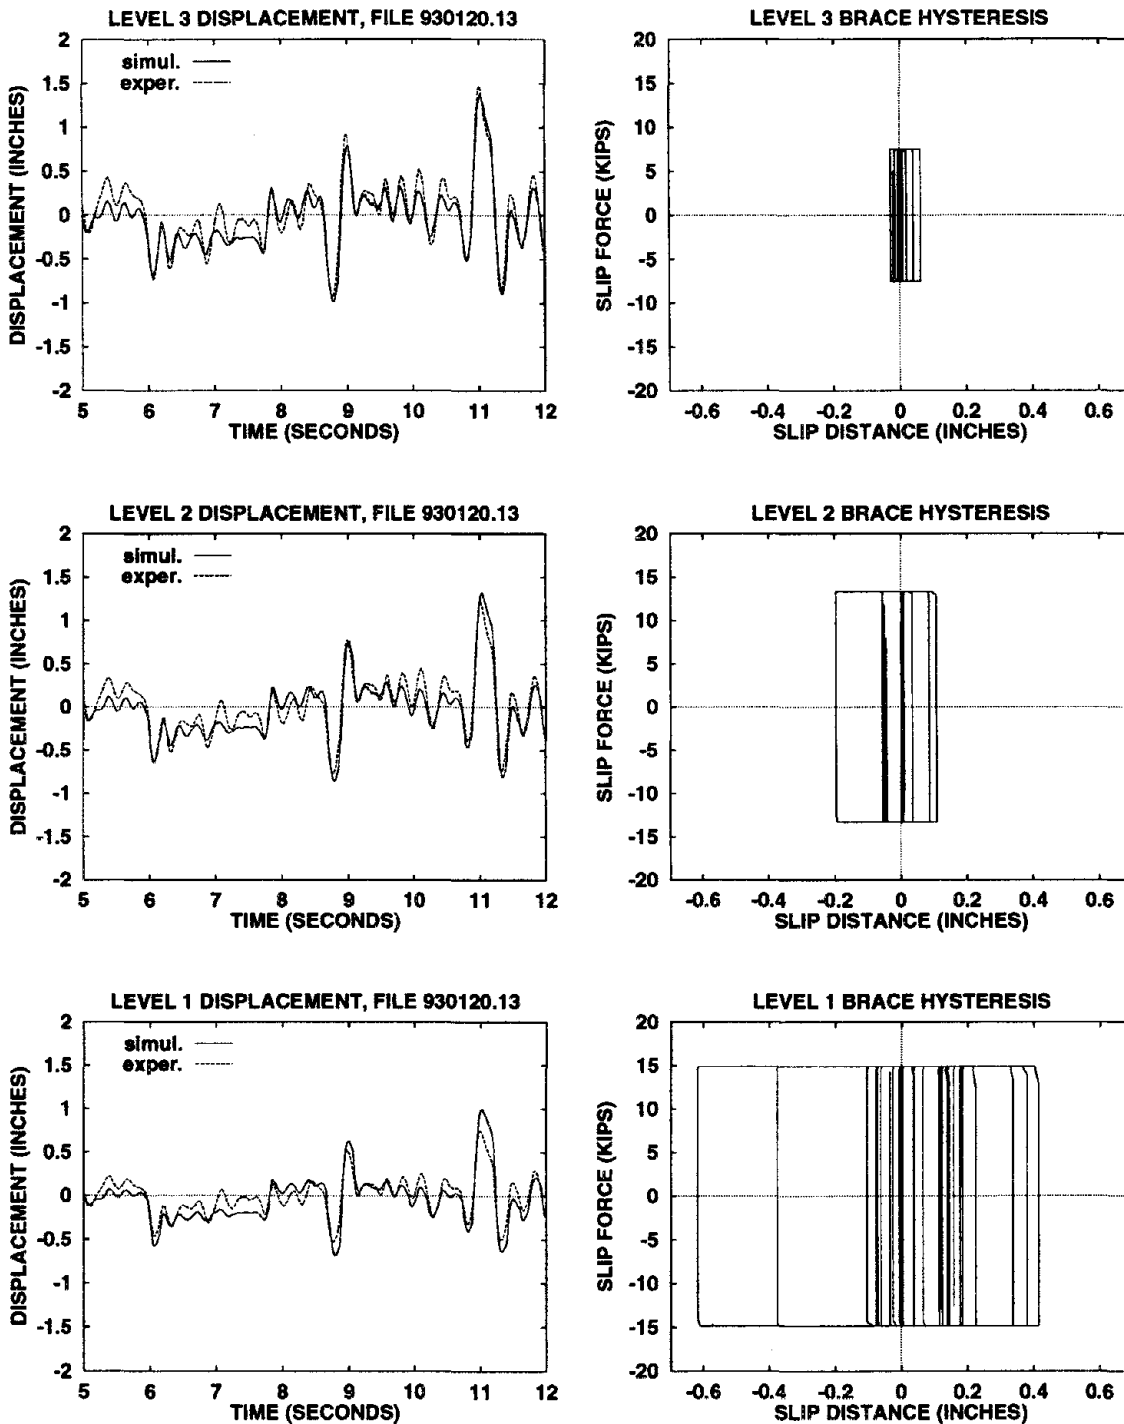 LEVEL 3 DISPLACEMENT, FILE 930120.13
DISPLACEMENT (INCHES)
2
1.5
1
0.5
0
-0.5
-1
-1.5
-2
simul.
exper.
5 6 7 8 9 10 11 12
TIME (SECONDS)
LEVEL 3 BRACE HYSTERESIS
SLIP FORCE (KIPS)
20
15
10
5
0
-5
-10
-15
-20
-0.6 -0.4 -0.2 0 0.2 0.4 0.6
SLIP DISTANCE (INCHES)
LEVEL 2 DISPLACEMENT, FILE 930120.13
DISPLACEMENT (INCHES)
2
1.5
1
0.5
0
-0.5
-1
-1.5
-2
simul.
exper.
5 6 7 8 9 10 11 12
TIME (SECONDS)
LEVEL 2 BRACE HYSTERESIS
SLIP FORCE (KIPS)
20
15
10
5
0
-5
-10
-15
-20
-0.6 -0.4 -0.2 0 0.2 0.4 0.6
SLIP DISTANCE (INCHES)
LEVEL 1 DISPLACEMENT, FILE 930120.13
DISPLACEMENT (INCHES)
2
1.5
1
0.5
0
-0.5
-1
-1.5
-2
simul.
exper.
5 6 7 8 9 10 11 12
TIME (SECONDS)
LEVEL 1 BRACE HYSTERESIS
SLIP FORCE (KIPS)
20
15
10
5
0
-5
-10
-15
-20
-0.6 -0.4 -0.2 0 0.2 0.4 0.6
SLIP DISTANCE (INCHES)